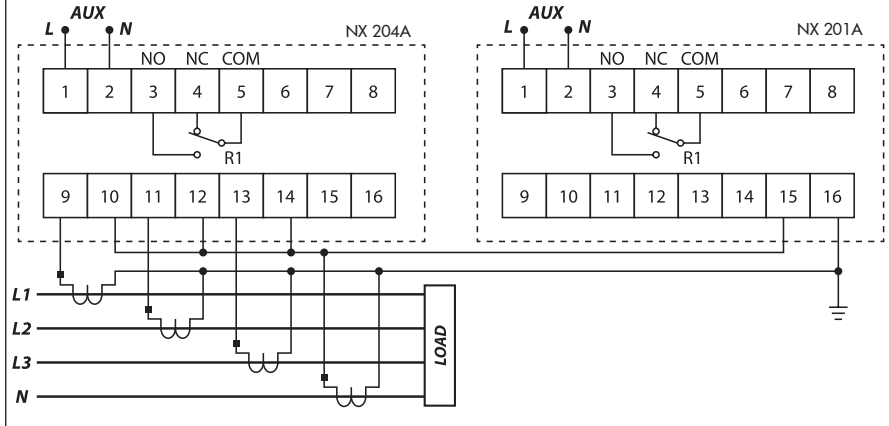 AUX
L N
NX 204A
NO NC COM
1 2 3 4 5 6 7 8
R1
9 10 11 12 13 14 15 16
AUX
L N
NX 201A
NO NC COM
1 2 3 4 5 6 7 8
R1
9 10 11 12 13 14 15 16
L1
L2
L3
N
LOAD